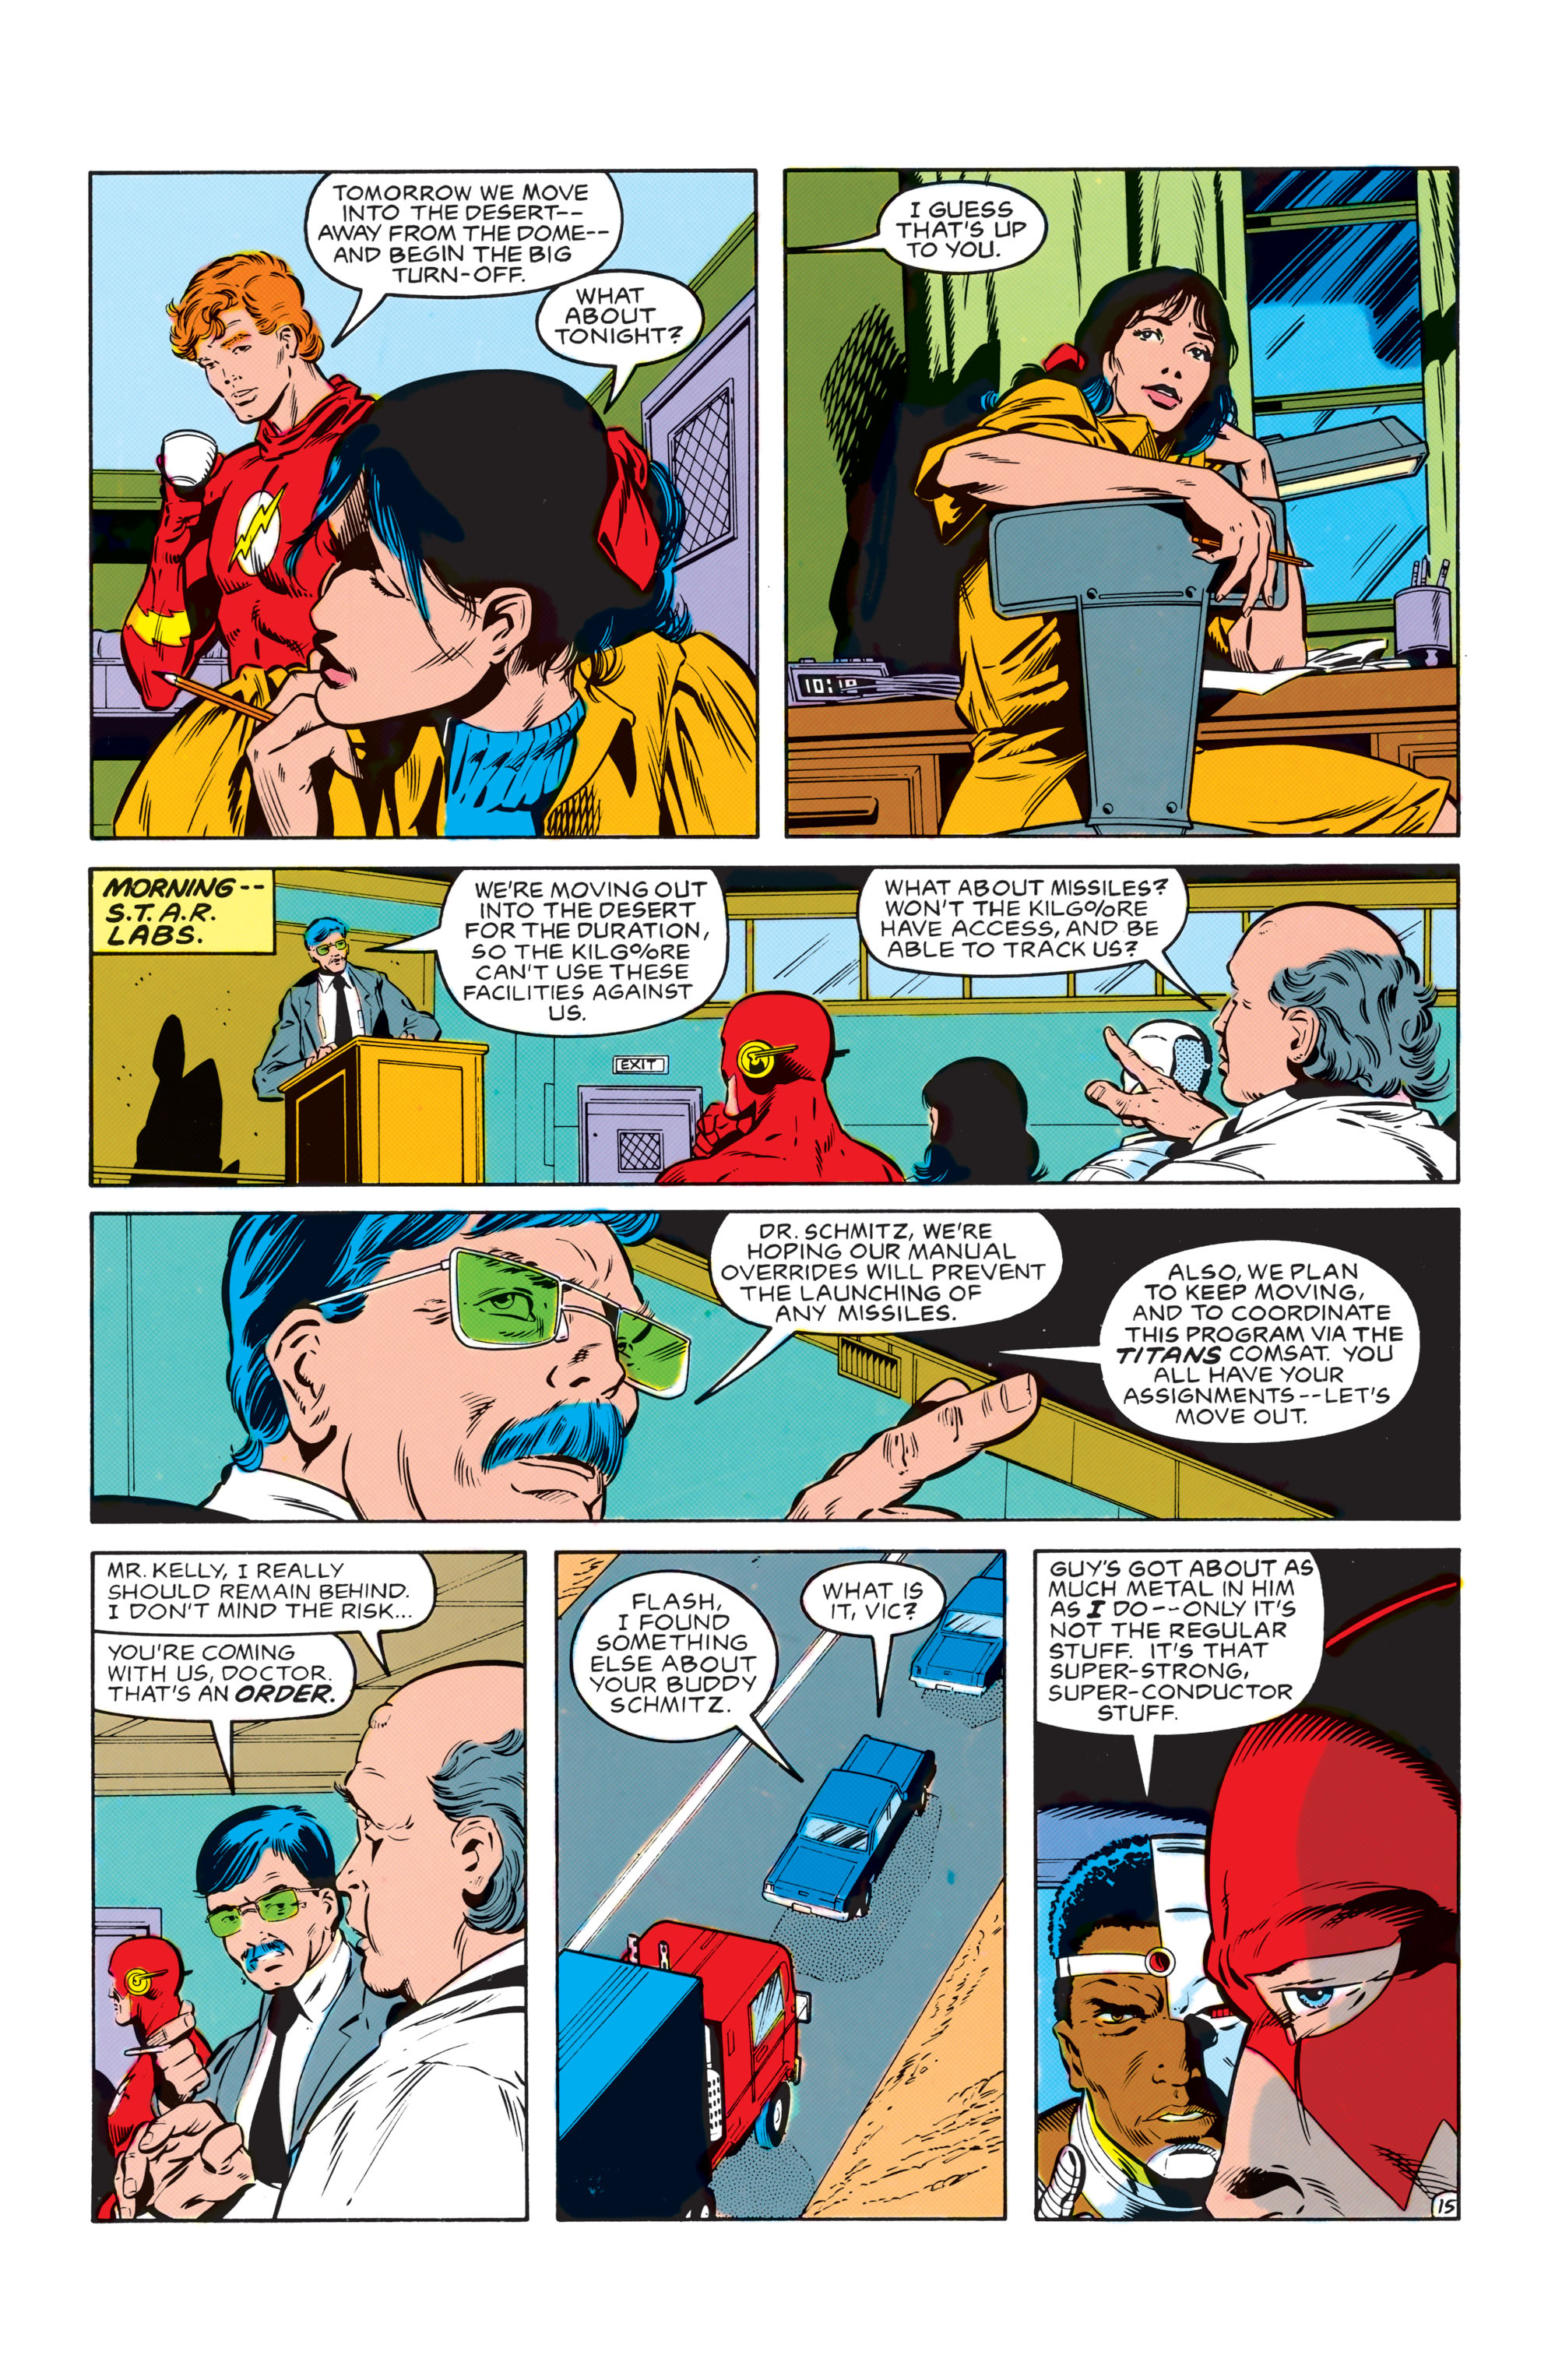 TOMORROW WE MOVE
INTO THE DESERT--
AWAY FROM THE DOME--
AND BEGIN THE BIG
TURN-OFF.
WHAT
ABOUT
TONIGHT?
I GUESS
THAT'S UP
TO YOU.
10:10
MORNING--
S.T.A.R.
LABS.
WE'RE MOVING OUT
INTO THE DESERT
FOR THE DURATION,
SO THE KILG%RE
CAN'T USE THESE
FACILITIES AGAINST
US.
WHAT ABOUT MISSILES?
WON'T THE KILG%RE
HAVE ACCESS, AND BE
ABLE TO TRACK US?
EXIT
DR. SCHMITZ, WE'RE
HOPING OUR MANUAL
OVERRIDES WILL PREVENT
THE LAUNCHING OF
ANY MISSILES.
ALSO, WE PLAN
TO KEEP MOVING,
AND TO COORDINATE
THIS PROGRAM VIA THE
TITANS COMSAT. YOU
ALL HAVE YOUR
ASSIGNMENTS--LET'S
MOVE OUT.
MR. KELLY, I REALLY
SHOULD REMAIN BEHIND.
I DON'T MIND THE RISK...
YOU'RE COMING
WITH US, DOCTOR.
THAT'S AN ORDER.
FLASH,
I FOUND
SOMETHING
ELSE ABOUT
YOUR BUDDY
SCHMITZ.
WHAT IS
IT, VIC?
GUY'S GOT ABOUT AS
MUCH METAL IN HIM
AS I DO--ONLY IT'S
NOT THE REGULAR
STUFF. IT'S THAT
SUPER-STRONG,
SUPER-CONDUCTOR
STUFF.
15